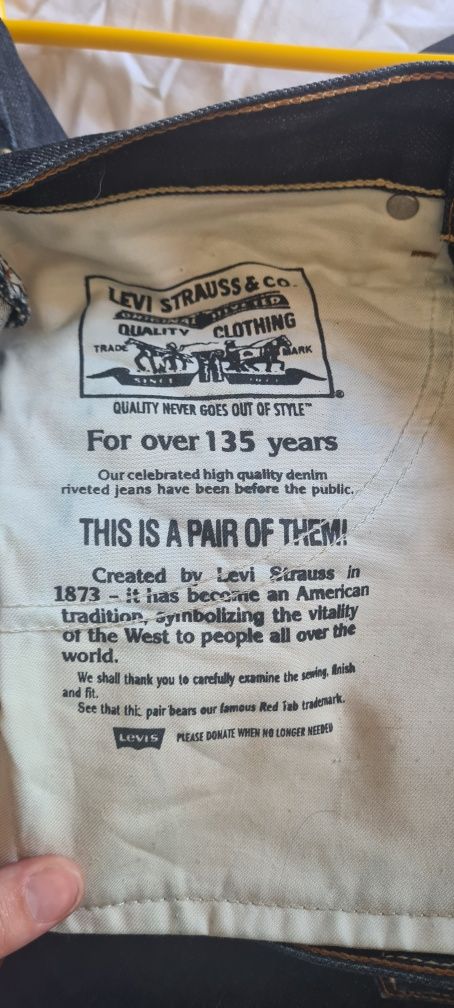 LEVI STRAUSS & CO.
ORIGINAL RIVETED
QUALITY CLOTHING
TRADE MARK
SINCE
®
QUALITY NEVER GOES OUT OF STYLE™
For over 135 years
Our celebrated high quality denim
riveted jeans have been before the public.
THIS IS A PAIR OF THEM!
Created by Levi Strauss in
1873 – it has become an American
tradition, symbolizing the vitality
of the West to people all over the
world.
We shall thank you to carefully examine the sewing, finish
and fit.
See that this pair bears our famous Red Tab trademark.
Levi's PLEASE DONATE WHEN NO LONGER NEEDED